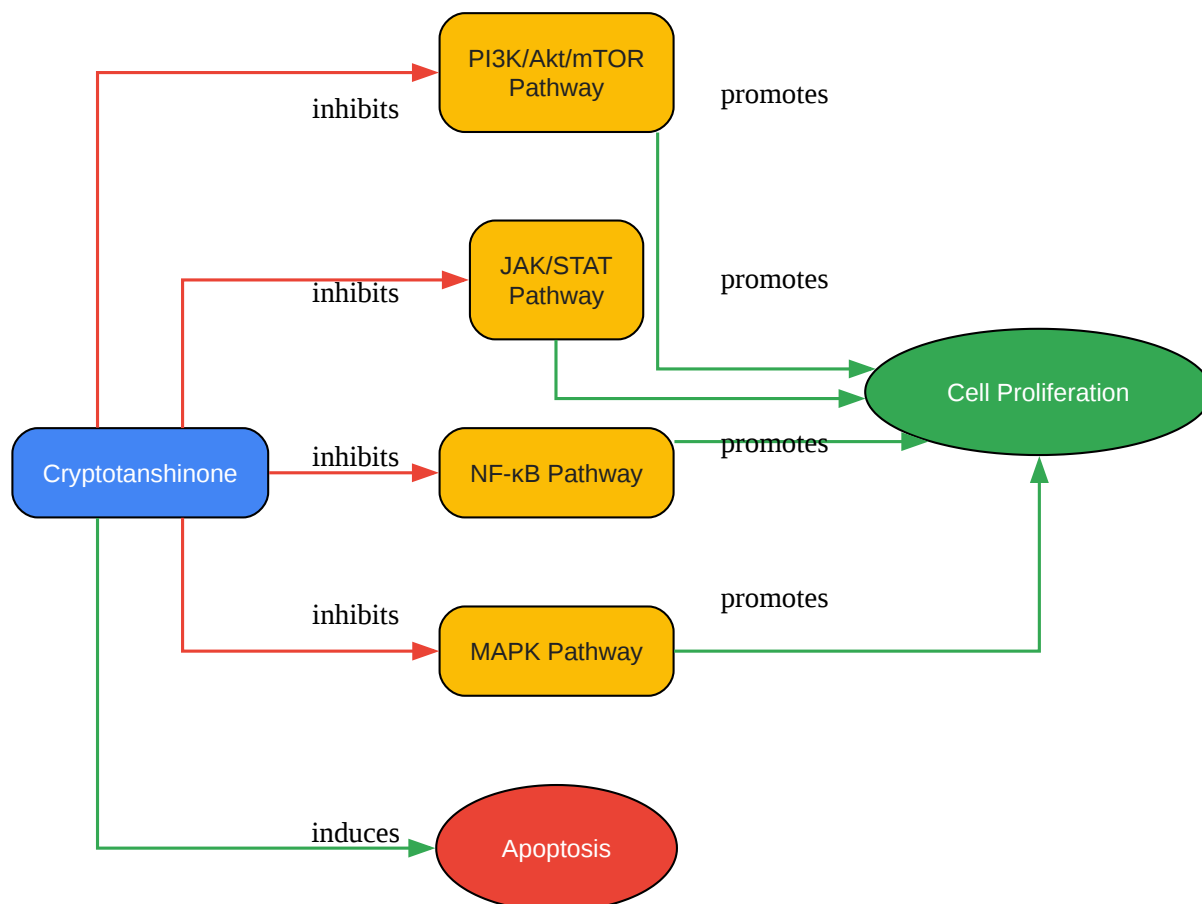 PI3K/Akt/mTOR
Pathway
inhibits
promotes
JAK/STAT
Pathway
inhibits
promotes
Cell Proliferation
Cryptotanshinone
inhibits
NF-κB Pathway
promotes
inhibits
MAPK Pathway
promotes
induces
Apoptosis